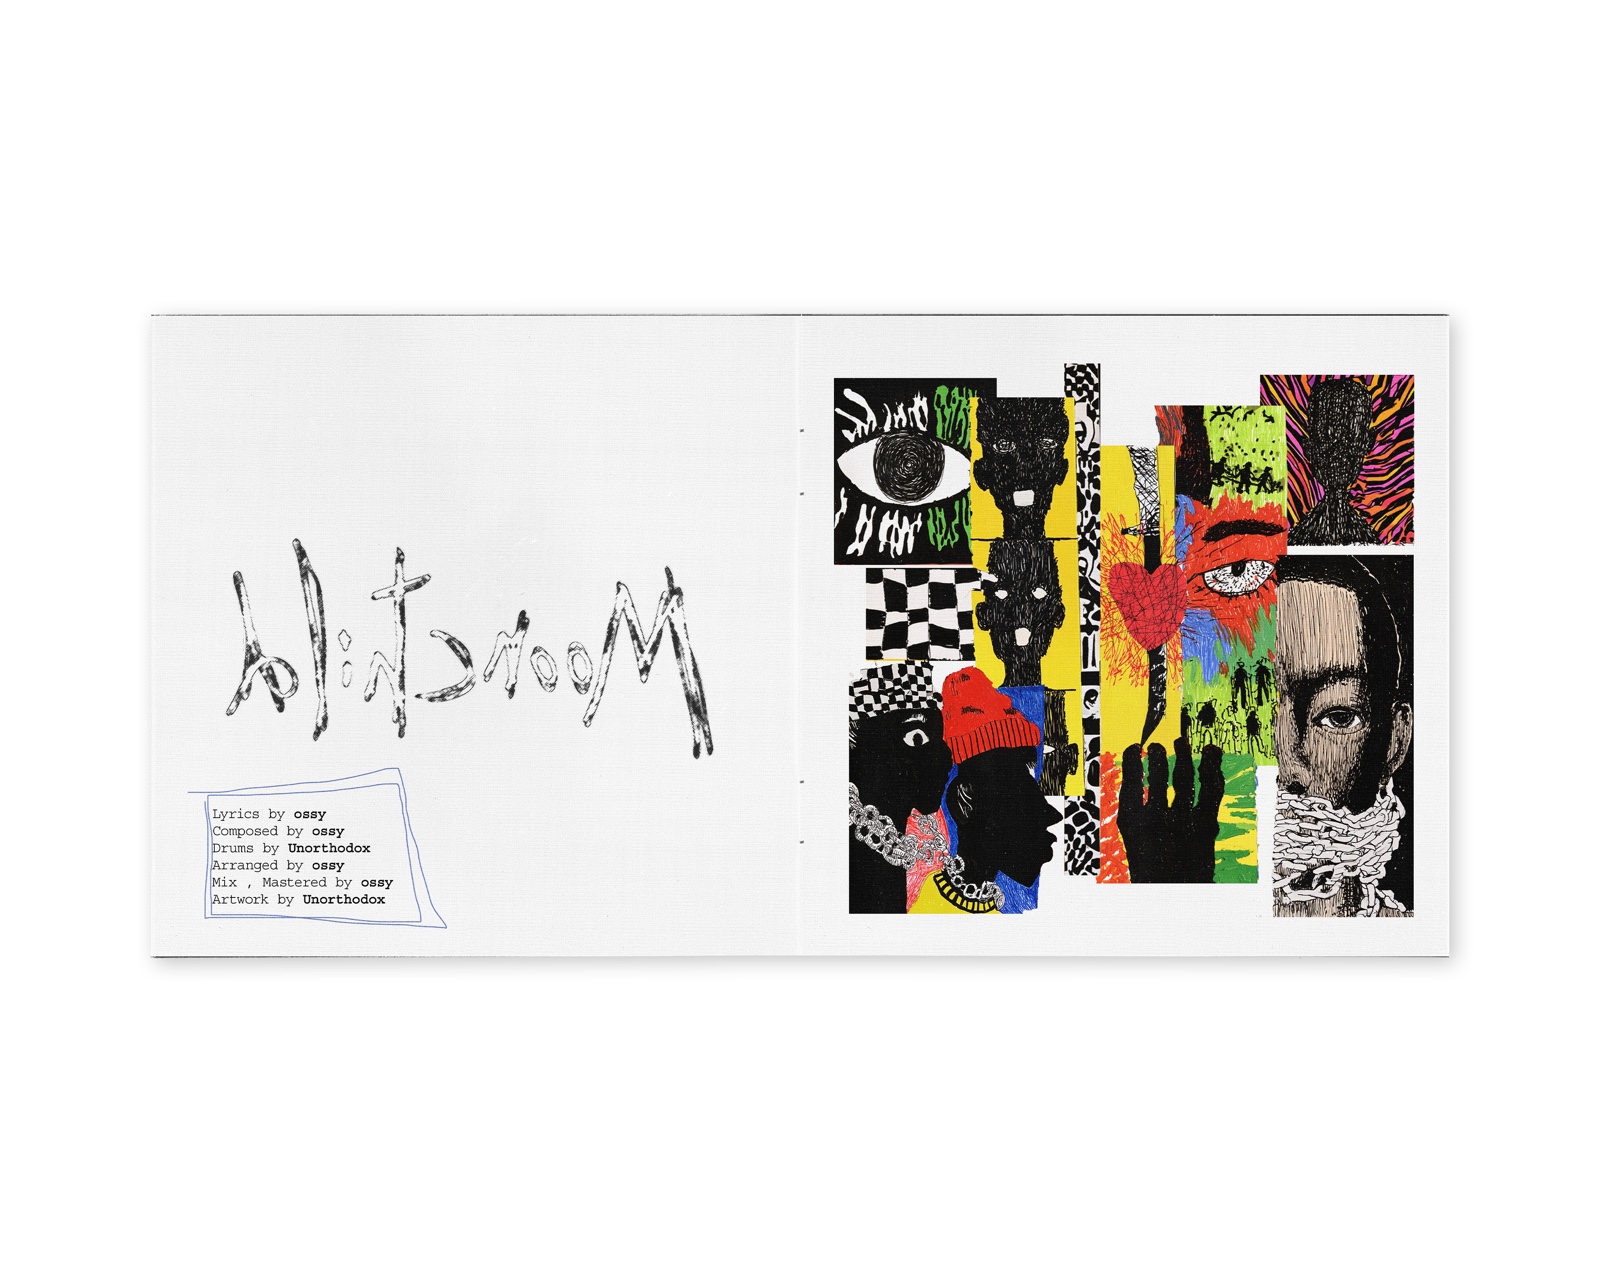 Moonchild
Lyrics by ossy
Composed by ossy
Drums by Unorthodox
Arranged by ossy
Mix , Mastered by ossy
Artwork by Unorthodox